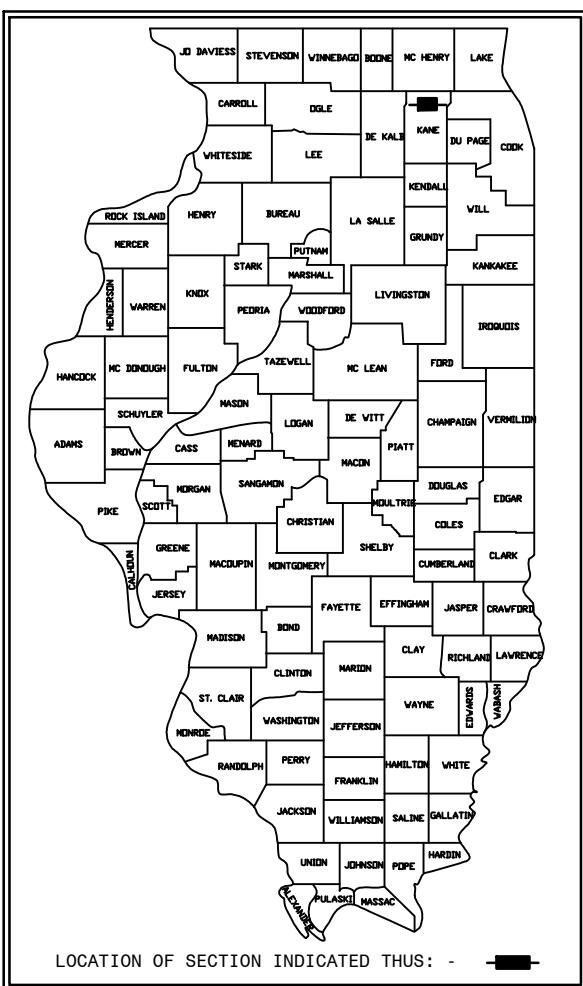 JO DAVIESS STEVENSON WINNEBAGO BOONE MC HENRY LAKE
CARROLL OGLE DE KALB KANE DU PAGE COOK
WHITESIDE LEE
KENDALL WILL
ROCK ISLAND HENRY BUREAU LA SALLE GRUNDY
MERCER PUTNAM
STARK MARSHALL KANKAKEE
HENDERSON WARREN KNOX PEORIA WOODFORD LIVINGSTON IROQUOIS
HANCOCK MC DONOUGH FULTON TAZEWELL MC LEAN FORD
MASON
SCHUYLER LOGAN DE WITT CHAMPAIGN VERMILION
ADAMS BROWN CASS MENARD MACON PIATT
MORGAN SANGAMON DOUGLAS EDGAR
PIKE SCOTT CHRISTIAN MOULTRIE COLES
CALHOUN GREENE MACOUPIN MONTGOMERY SHELBY CUMBERLAND CLARK
JERSEY FAYETTE EFFINGHAM JASPER CRAWFORD
MADISON BOND
CLAY RICHLAND LAWRENCE
CLINTON MARION
ST. CLAIR WAYNE EDWARDS WABASH
WASHINGTON JEFFERSON
MONROE
RANDOLPH PERRY HAMILTON WHITE
FRANKLIN
JACKSON WILLIAMSON SALINE GALLATIN
UNION JOHNSON POPE HARDIN
ALEXANDER PULASKI MASSAC
LOCATION OF SECTION INDICATED THUS: -